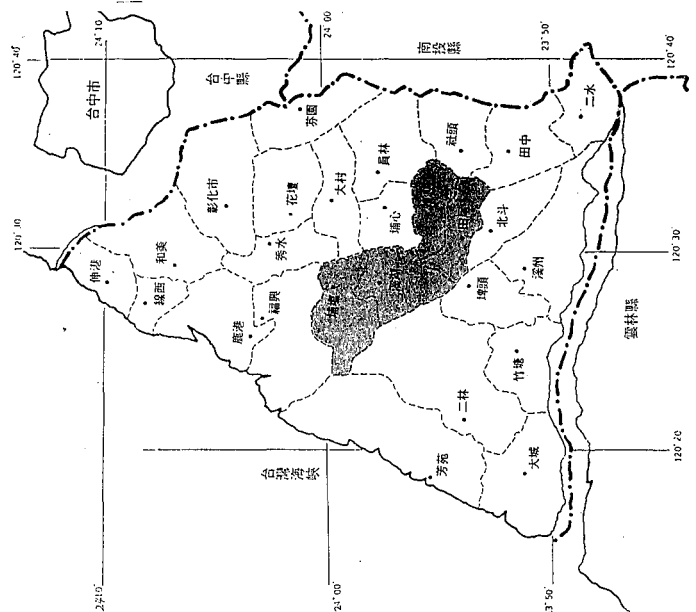 120°40'
24°10'
24°00
南投縣
23°50'
120°40
台中市
台中縣
芬園
二水
彰化市
花壇
大村
員林
社頭
田中
120°30
秀水
埔心
北斗
120°30
伸港
和美
線西
鹿港
福興
埔鹽
埤頭
溪州
雲林縣
二林
竹塘
台灣海峽
芳苑
大城
120°20
24°00
23°50